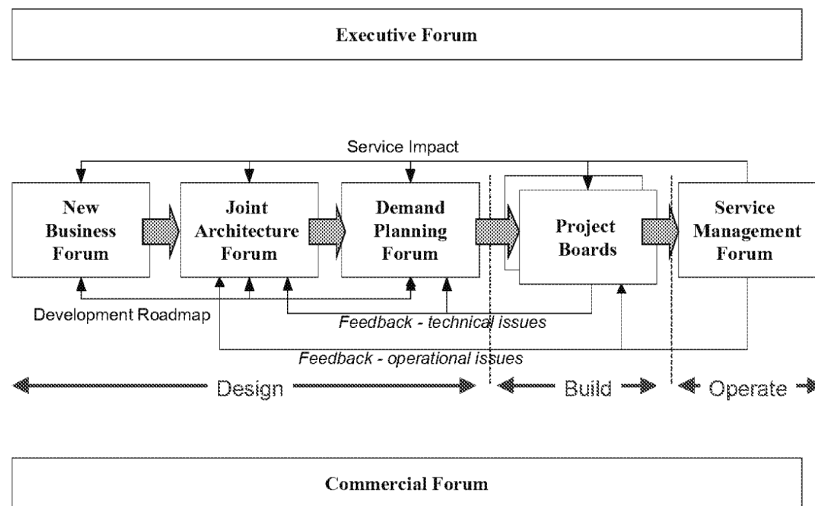 Executive Forum
Service Impact
New
Business
Forum
Joint
Architecture
Forum
Demand
Planning
Forum
Project
Boards
Service
Management
Forum
Development Roadmap
Feedback - technical issues
Feedback - operational issues
Design
Build
Operate
Commercial Forum